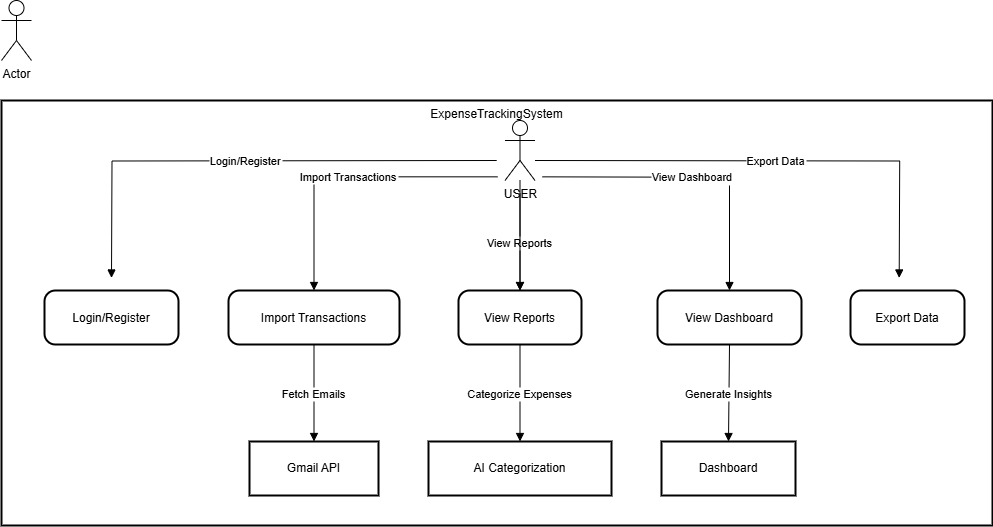 Actor
ExpenseTrackingSystem
Login/Register
Export Data
Import Transactions
View Dashboard
USER
View Reports
Login/Register
Import Transactions
View Reports
View Dashboard
Export Data
Fetch Emails
Categorize Expenses
Generate Insights
Gmail API
AI Categorization
Dashboard